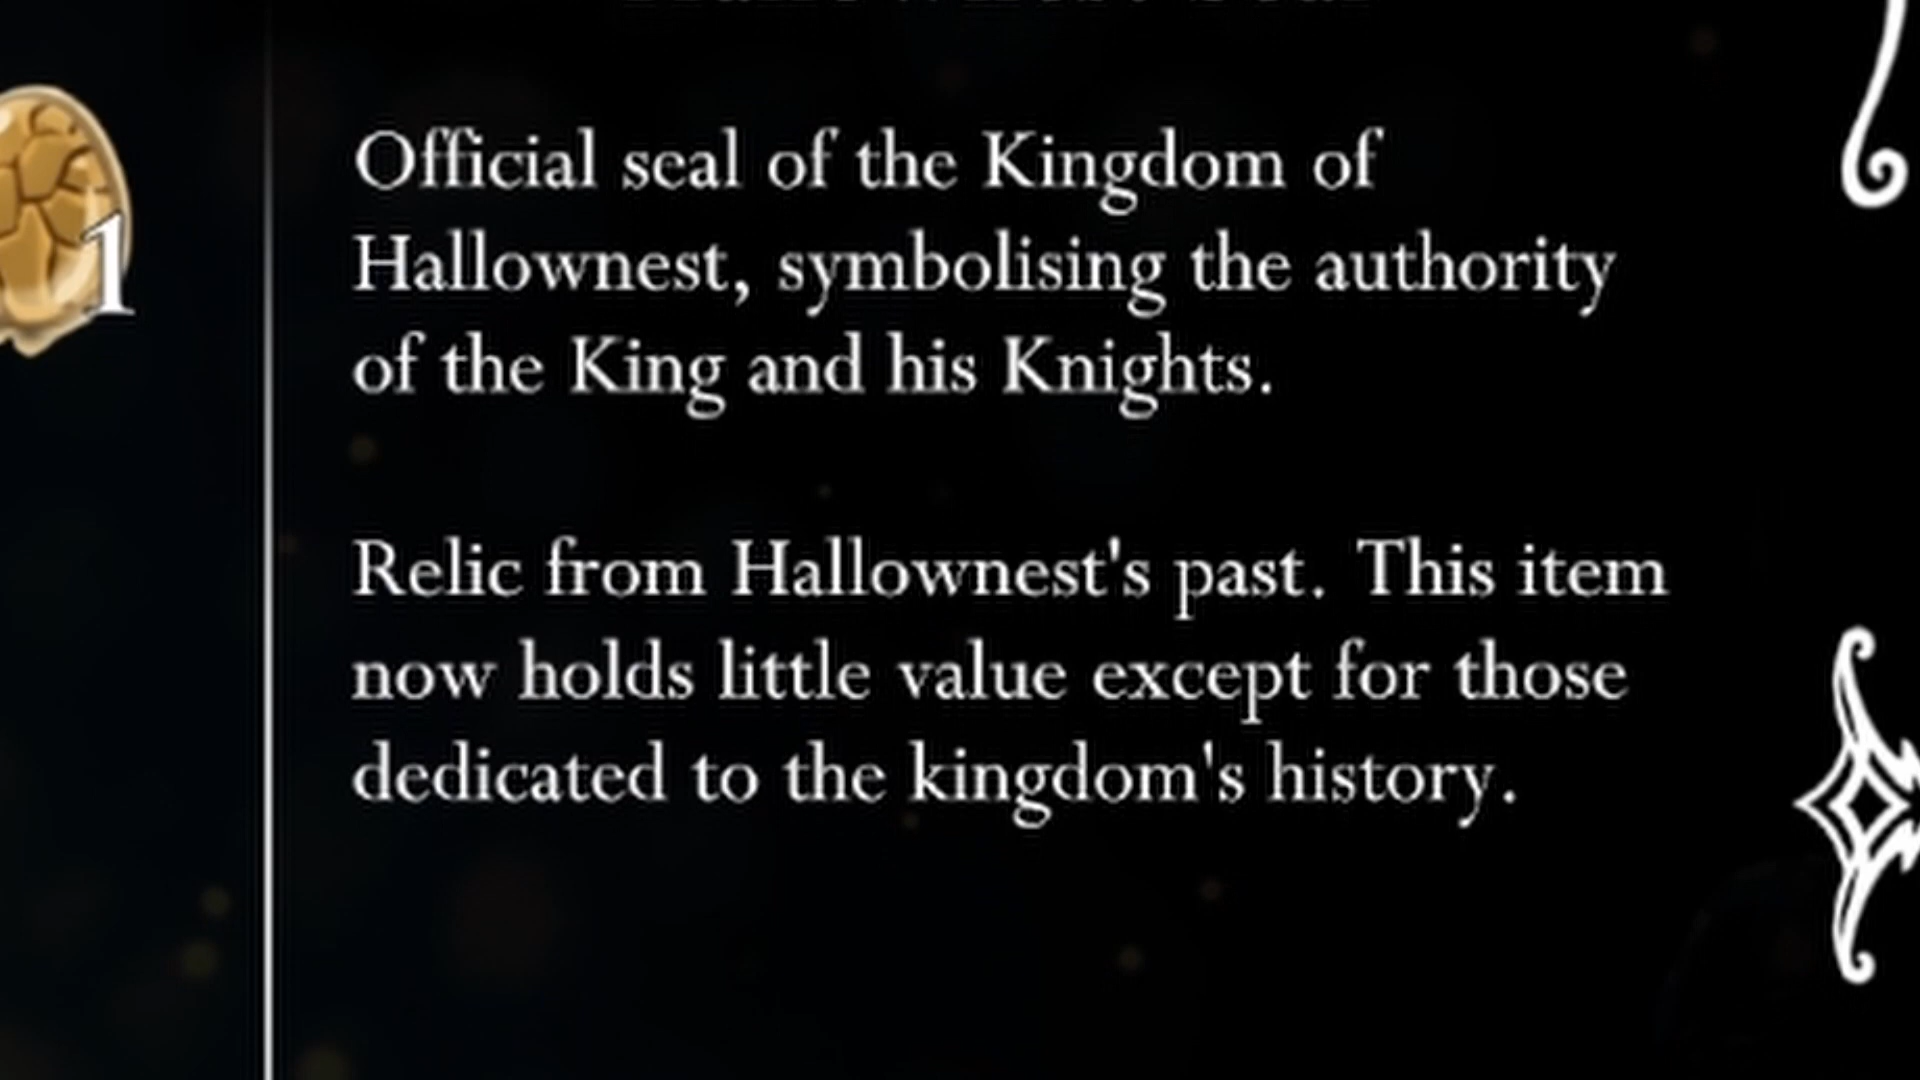 Official seal of the Kingdom of
Hallownest, symbolising the authority
of the King and his Knights.
Relic from Hallownest's past. This item
now holds little value except for those
dedicated to the kingdom's history.
1